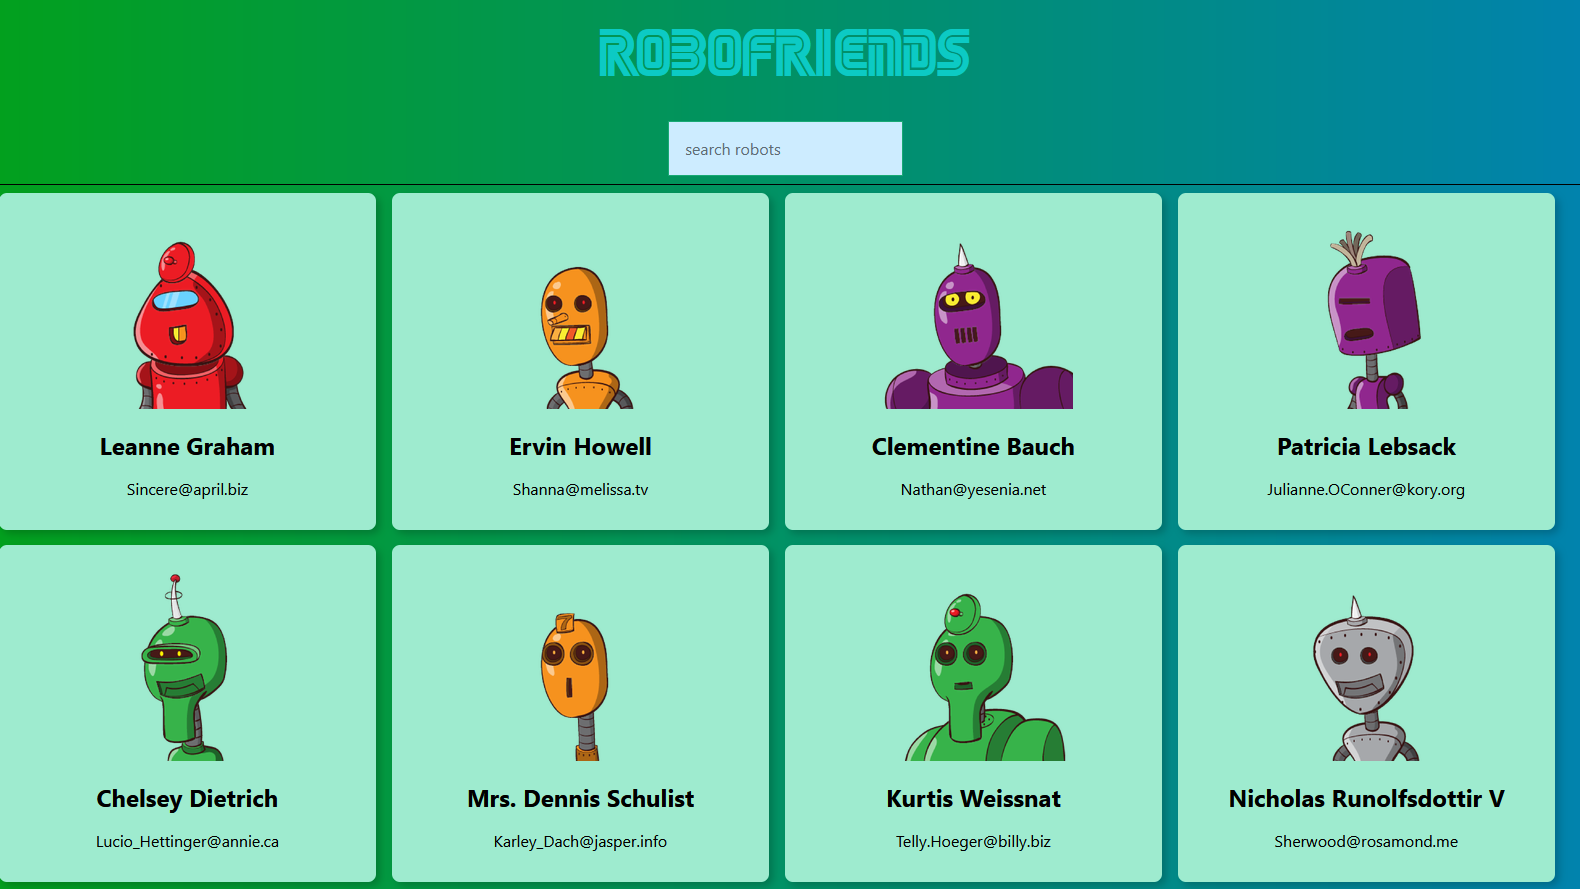 ROBOFRIENDS
search robots
Leanne Graham
Sincere@april.biz
Ervin Howell
Shanna@melissa.tv
Clementine Bauch
Nathan@yesenia.net
Patricia Lebsack
Julianne.OConner@kory.org
7
Chelsey Dietrich
Lucio_Hettinger@annie.ca
Mrs. Dennis Schulist
Karley_Dach@jasper.info
Kurtis Weissnat
Telly.Hoeger@billy.biz
Nicholas Runolfsdottir V
Sherwood@rosamond.me